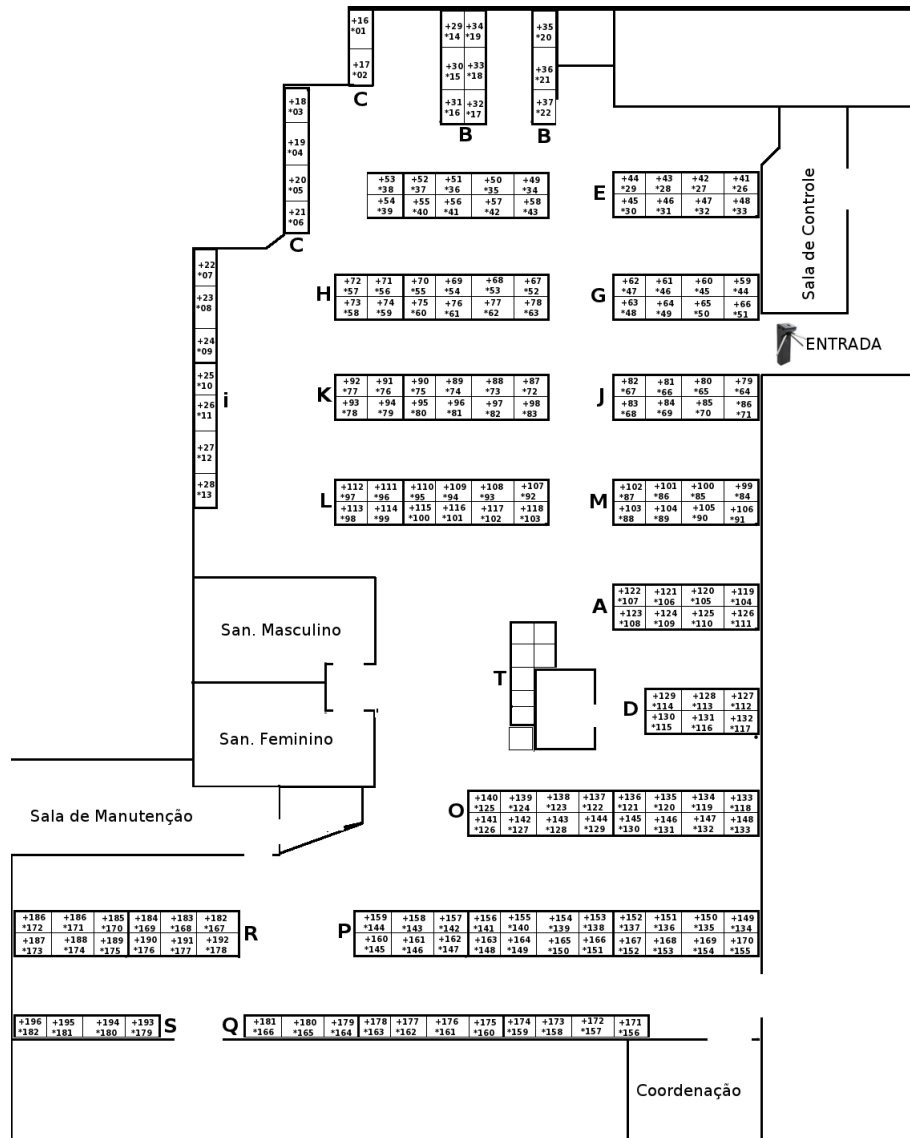 +16
*01
+17
*02
C
+29 +34
*14 *19
+30 +33
*15 *18
+31 +32
*16 *17
B
+35
*20
+36
*21
+37
*22
B
+18
*03
+19
*04
+20
*05
+21
*06
C
+53 +52 +51 +50 +49
*38 *37 *36 *35 *34
+54 +55 +56 +57 +58
*39 *40 *41 *42 *43
E
+44 +43 +42 +41
*29 *28 *27 *26
+45 +46 +47 +48
*30 *31 *32 *33
Sala de Controle
+22
*07
+23
*08
+24
*09
+25
*10
+26
*11
+27
*12
+28
*13
i
H
+72 +71 +70 +69 +68 +67
*57 *56 *55 *54 *53 *52
+73 +74 +75 +76 +77 +78
*58 *59 *60 *61 *62 *63
G
+62 +61 +60 +59
*47 *46 *45 *44
+63 +64 +65 +66
*48 *49 *50 *51
ENTRADA
K
+92 +91 +90 +89 +88 +87
*77 *76 *75 *74 *73 *72
+93 +94 +95 +96 +97 +98
*78 *79 *80 *81 *82 *83
J
+82 +81 +80 +79
*67 *66 *65 *64
+83 +84 +85 +86
*68 *69 *70 *71
L
+112 +111 +110 +109 +108 +107
*97 *96 *95 *94 *93 *92
+113 +114 +115 +116 +117 +118
*98 *99 *100 *101 *102 *103
M
+102 +101 +100 +99
*87 *86 *85 *84
+103 +104 +105 +106
*88 *89 *90 *91
A
+122 +121 +120 +119
*107 *106 *105 *104
+123 +124 +125 +126
*108 *109 *110 *111
San. Masculino
T
D
+129 +128 +127
*114 *113 *112
+130 +131 +132
*115 *116 *117
San. Feminino
Sala de Manutenção
O
+140 +139 +138 +137 +136 +135 +134 +133
*125 *124 *123 *122 *121 *120 *119 *118
+141 +142 +143 +144 +145 +146 +147 +148
*126 *127 *128 *129 *130 *131 *132 *133
+186 +186 +185 +184 +183 +182
*172 *171 *170 *169 *168 *167
+187 +188 +189 +190 +191 +192
*173 *174 *175 *176 *177 *178
R
P
+159 +158 +157 +156 +155 +154 +153 +152 +151 +150 +149
*144 *143 *142 *141 *140 *139 *138 *137 *136 *135 *134
+160 +161 +162 +163 +164 +165 +166 +167 +168 +169 +170
*145 *146 *147 *148 *149 *150 *151 *152 *153 *154 *155
+196 +195 +194 +193
*182 *181 *180 *179
S
Q
+181 +180 +179 +178 +177 +176 +175 +174 +173 +172 +171
*166 *165 *164 *163 *162 *161 *160 *159 *158 *157 *156
Coordenação